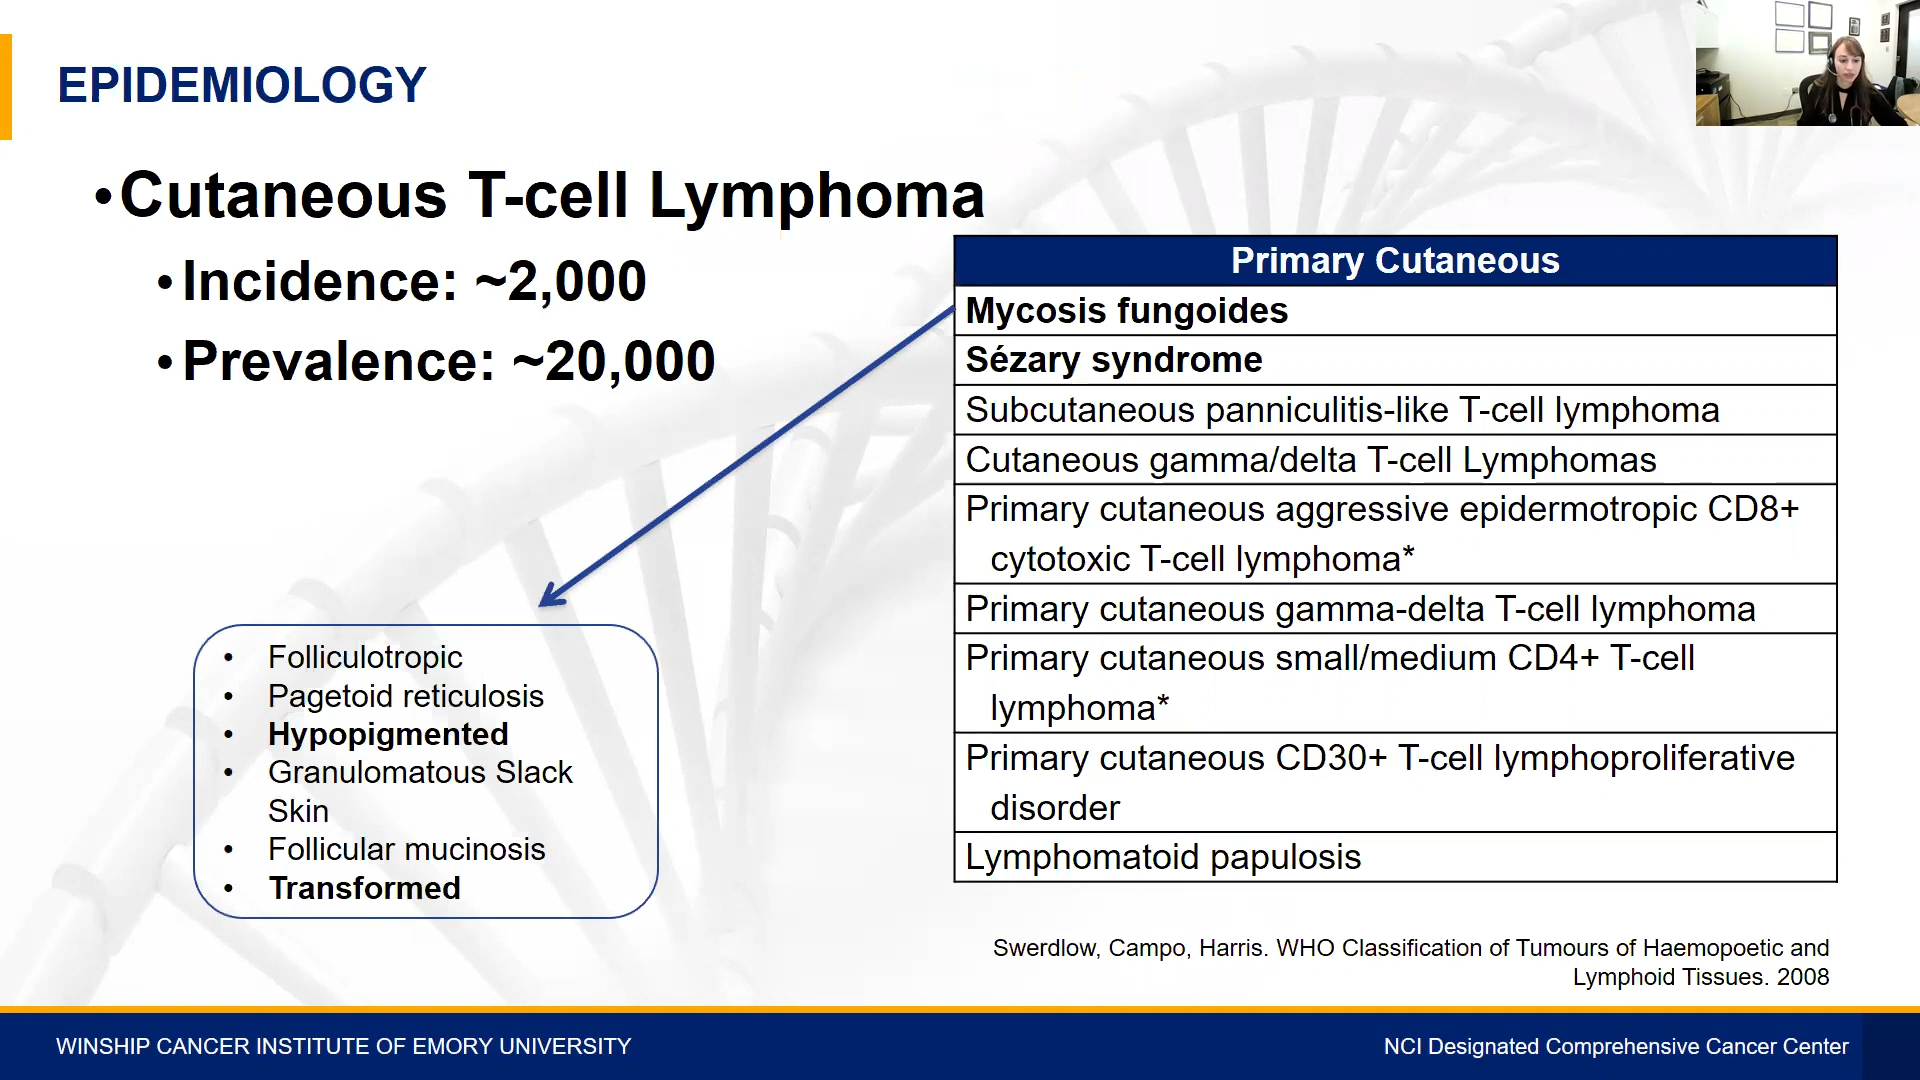 EPIDEMIOLOGY
•Cutaneous T-cell Lymphoma
•Incidence: ~2,000
•Prevalence: ~20,000
Primary Cutaneous
Mycosis fungoides
Sézary syndrome
Subcutaneous panniculitis-like T-cell lymphoma
Cutaneous gamma/delta T-cell Lymphomas
Primary cutaneous aggressive epidermotropic CD8+
cytotoxic T-cell lymphoma*
Primary cutaneous gamma-delta T-cell lymphoma
Primary cutaneous small/medium CD4+ T-cell
lymphoma*
Primary cutaneous CD30+ T-cell lymphoproliferative
disorder
Lymphomatoid papulosis
• Folliculotropic
• Pagetoid reticulosis
• Hypopigmented
• Granulomatous Slack
Skin
• Follicular mucinosis
• Transformed
Swerdlow, Campo, Harris. WHO Classification of Tumours of Haemopoetic and
Lymphoid Tissues. 2008
WINSHIP CANCER INSTITUTE OF EMORY UNIVERSITY
NCI Designated Comprehensive Cancer Center